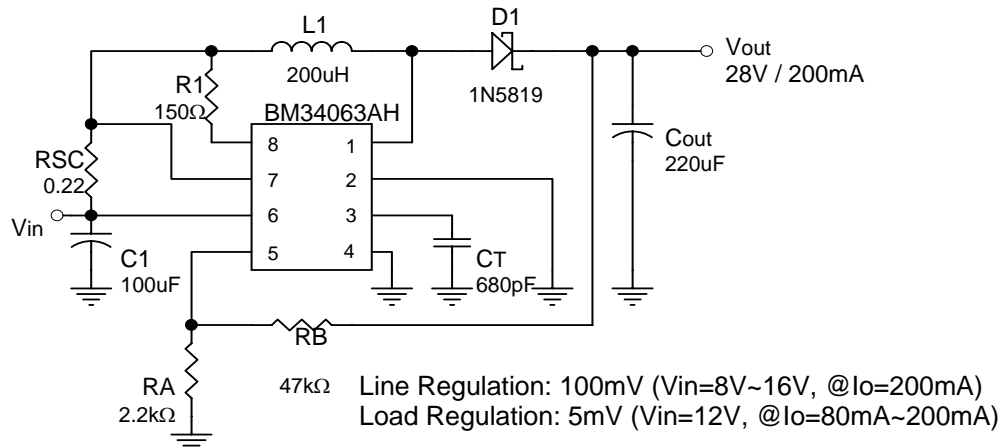 L1
200uH
D1
1N5819
Vout
28V / 200mA
R1
150Ω
BM34063AH
8
7
6
5
1
2
3
4
RSC
0.22
Vin
C1
100uF
CT
680pF
Cout
220uF
RB
47kΩ
RA
2.2kΩ
Line Regulation: 100mV (Vin=8V~16V, @Io=200mA)
Load Regulation: 5mV (Vin=12V, @Io=80mA~200mA)